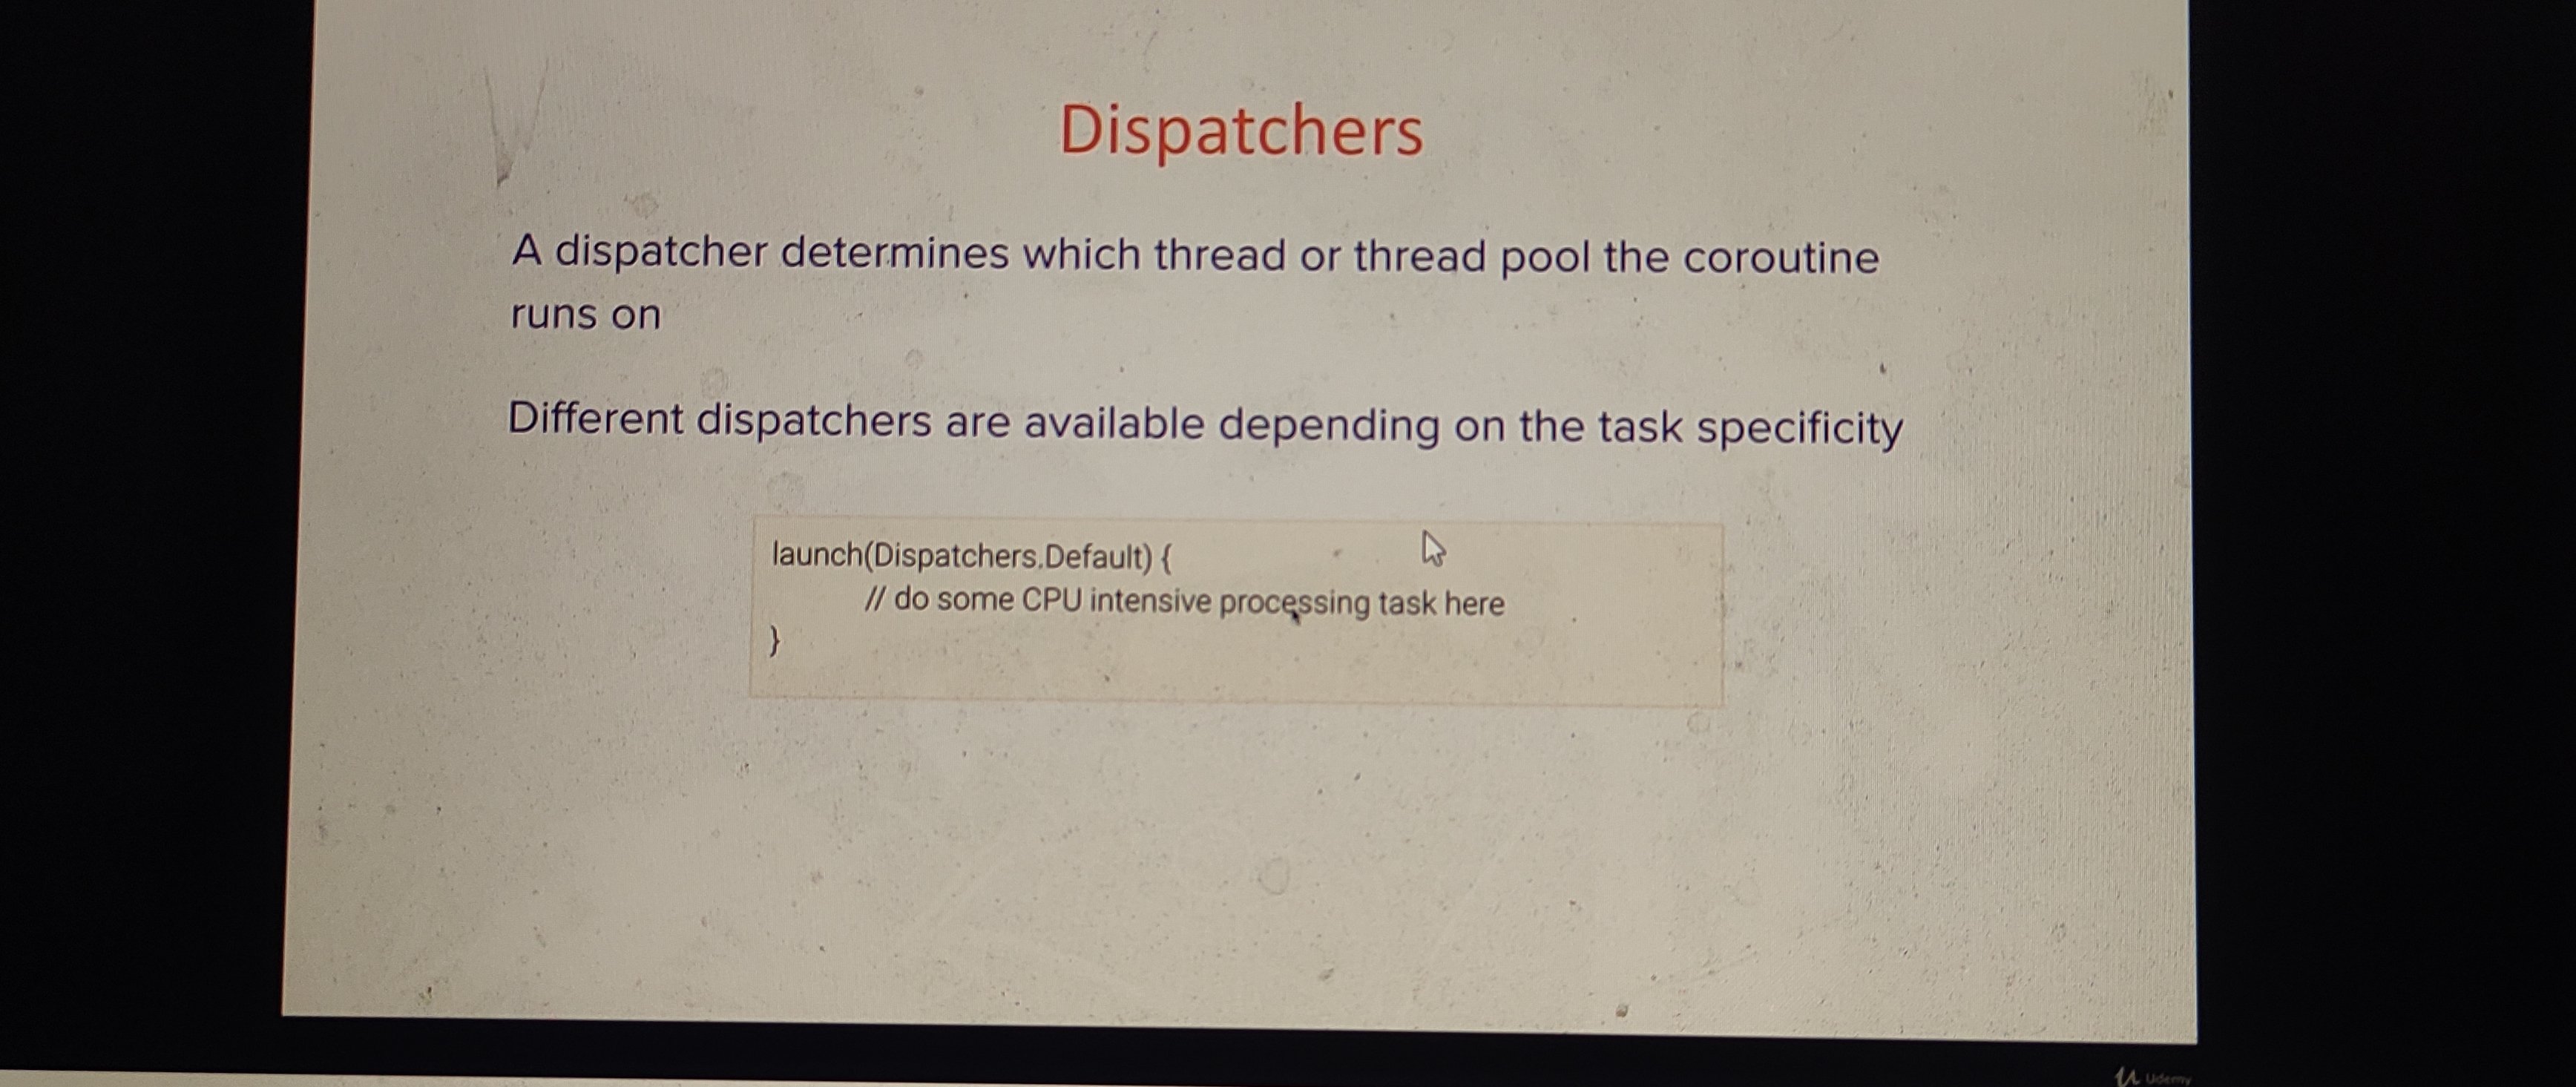 Dispatchers
A dispatcher determines which thread or thread pool the coroutine
runs on
Different dispatchers are available depending on the task specificity
launch(Dispatchers.Default) {
// do some CPU intensive processing task here
}
Udemy